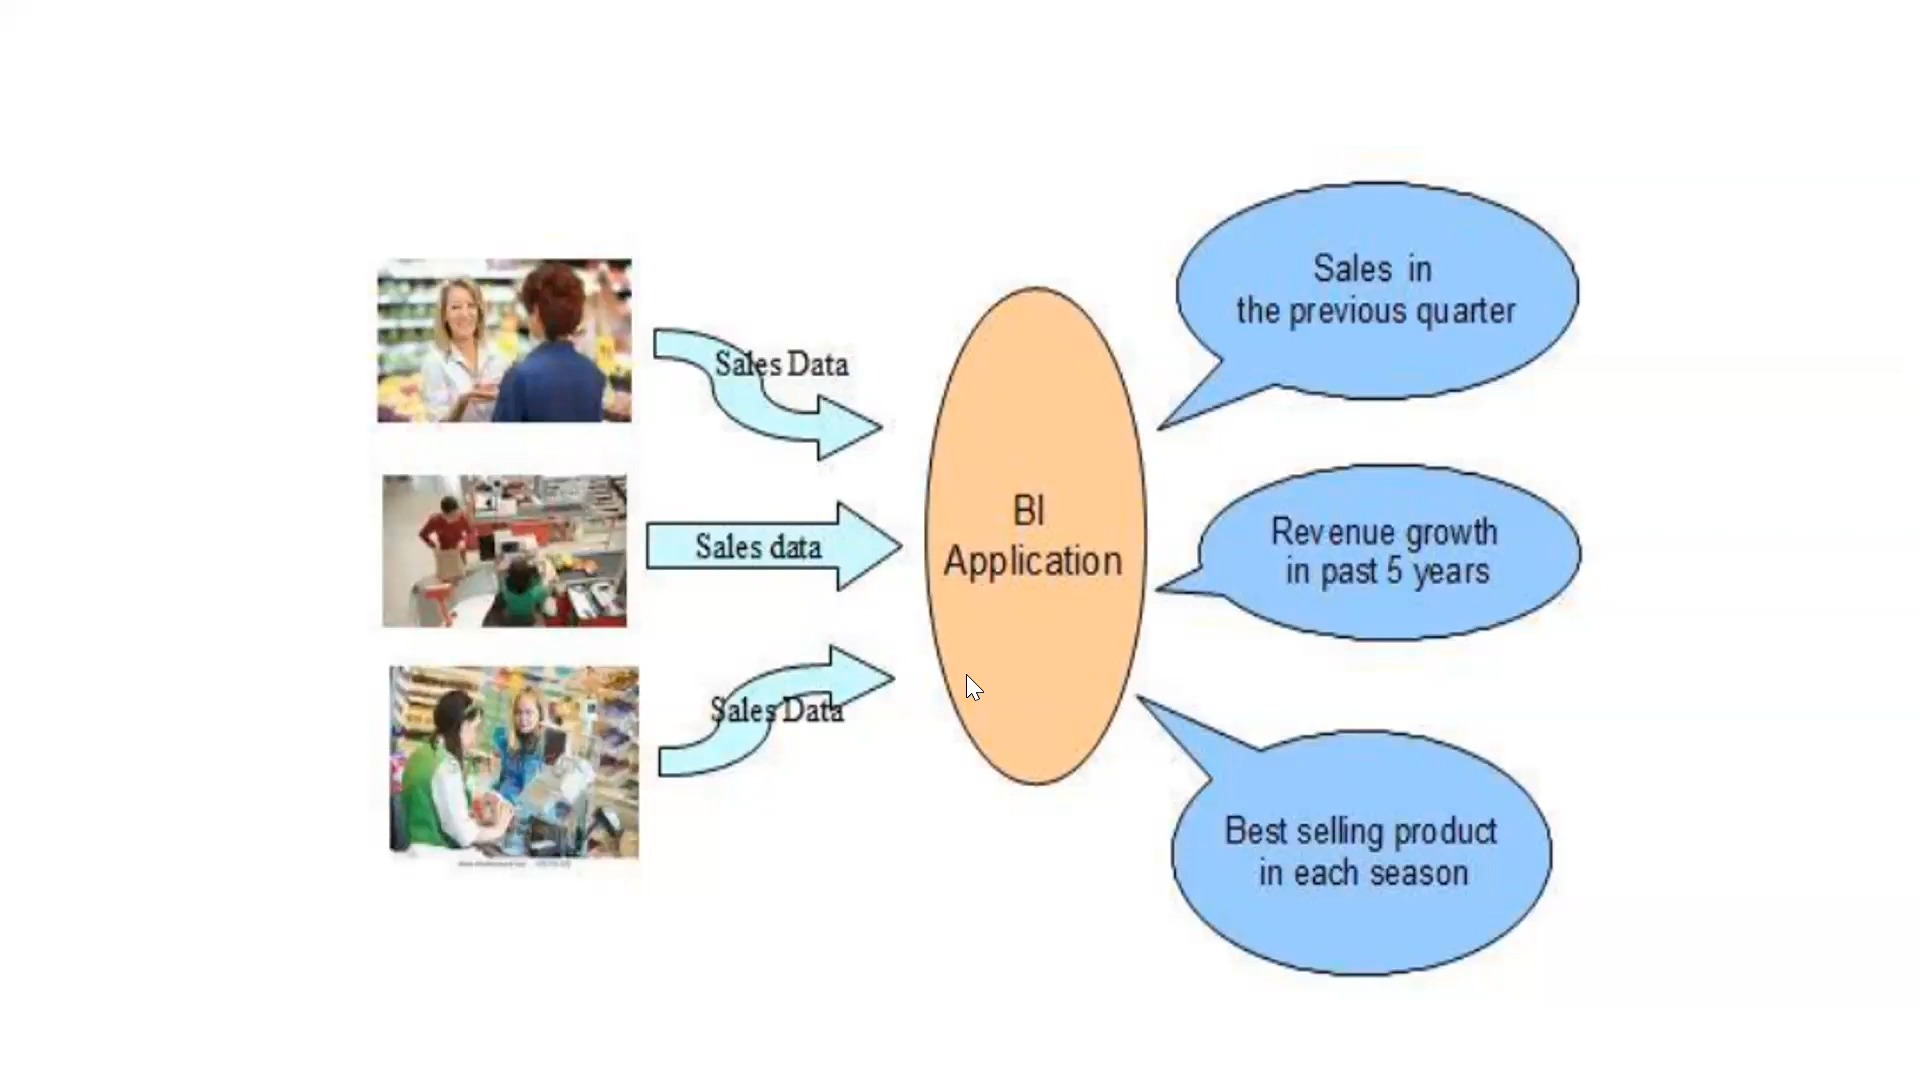 Sales Data
Sales data
Sales Data
BI
Application
Sales in
the previous quarter
Revenue growth
in past 5 years
Best selling product
in each season